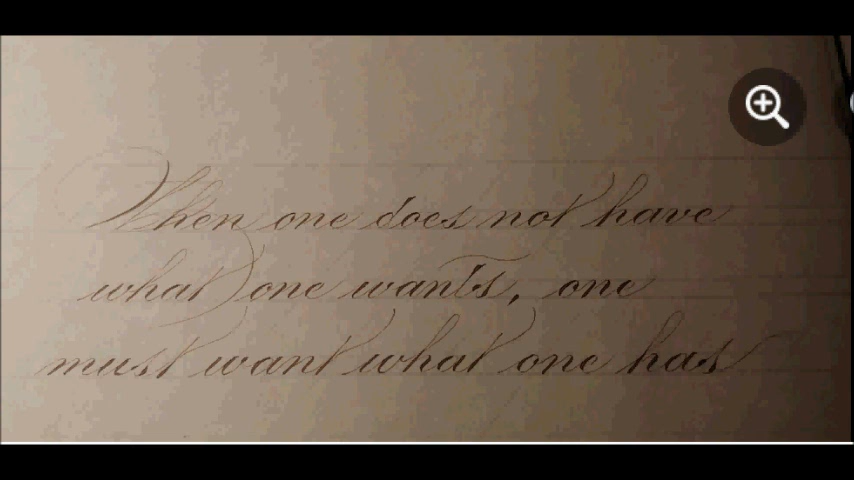 When one does not have
what one wants, one
must want what one has